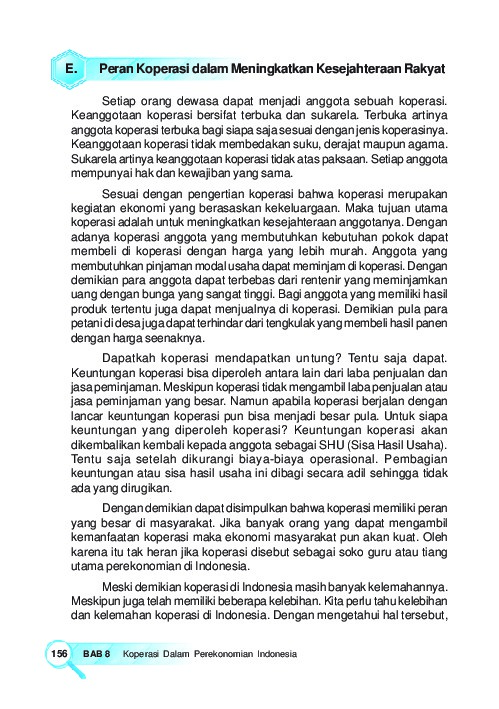 E. Peran Koperasi dalam Meningkatkan Kesejahteraan Rakyat
Setiap orang dewasa dapat menjadi anggota sebuah koperasi.
Keanggotaan koperasi bersifat terbuka dan sukarela. Terbuka artinya
anggota koperasi terbuka bagi siapa saja sesuai dengan jenis koperasinya.
Keanggotaan koperasi tidak membedakan suku, derajat maupun agama.
Sukarela artinya keanggotaan koperasi tidak atas paksaan. Setiap anggota
mempunyai hak dan kewajiban yang sama.
Sesuai dengan pengertian koperasi bahwa koperasi merupakan
kegiatan ekonomi yang berasaskan kekeluargaan. Maka tujuan utama
koperasi adalah untuk meningkatkan kesejahteraan anggotanya. Dengan
adanya koperasi anggota yang membutuhkan kebutuhan pokok dapat
membeli di koperasi dengan harga yang lebih murah. Anggota yang
membutuhkan pinjaman modal usaha dapat meminjam di koperasi. Dengan
demikian para anggota dapat terbebas dari rentenir yang meminjamkan
uang dengan bunga yang sangat tinggi. Bagi anggota yang memiliki hasil
produk tertentu juga dapat menjualnya di koperasi. Demikian pula para
petani di desa juga dapat terhindar dari tengkulak yang membeli hasil panen
dengan harga seenaknya.
Dapatkah koperasi mendapatkan untung? Tentu saja dapat.
Keuntungan koperasi bisa diperoleh antara lain dari laba penjualan dan
jasa peminjaman. Meskipun koperasi tidak mengambil laba penjualan atau
jasa peminjaman yang besar. Namun apabila koperasi berjalan dengan
lancar keuntungan koperasi pun bisa menjadi besar pula. Untuk siapa
keuntungan yang diperoleh koperasi? Keuntungan koperasi akan
dikembalikan kembali kepada anggota sebagai SHU (Sisa Hasil Usaha).
Tentu saja setelah dikurangi biaya-biaya operasional. Pembagian
keuntungan atau sisa hasil usaha ini dibagi secara adil sehingga tidak
ada yang dirugikan.
Dengan demikian dapat disimpulkan bahwa koperasi memiliki peran
yang besar di masyarakat. Jika banyak orang yang dapat mengambil
kemanfaatan koperasi maka ekonomi masyarakat pun akan kuat. Oleh
karena itu tak heran jika koperasi disebut sebagai soko guru atau tiang
utama perekonomian di Indonesia.
Meski demikian koperasi di Indonesia masih banyak kelemahannya.
Meskipun juga telah memiliki beberapa kelebihan. Kita perlu tahu kelebihan
dan kelemahan koperasi di Indonesia. Dengan mengetahui hal tersebut,
156 BAB 8 Koperasi Dalam Perekonomian Indonesia